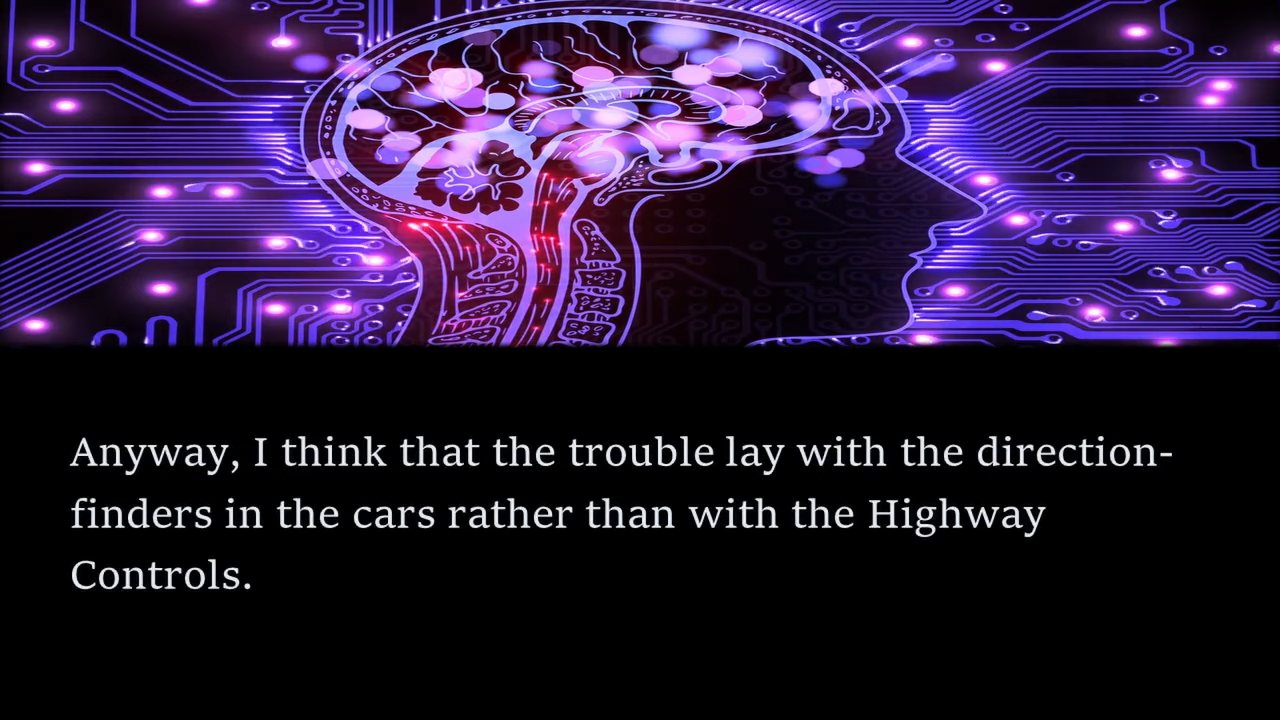 Anyway, I think that the trouble lay with the direction-
finders in the cars rather than with the Highway
Controls.